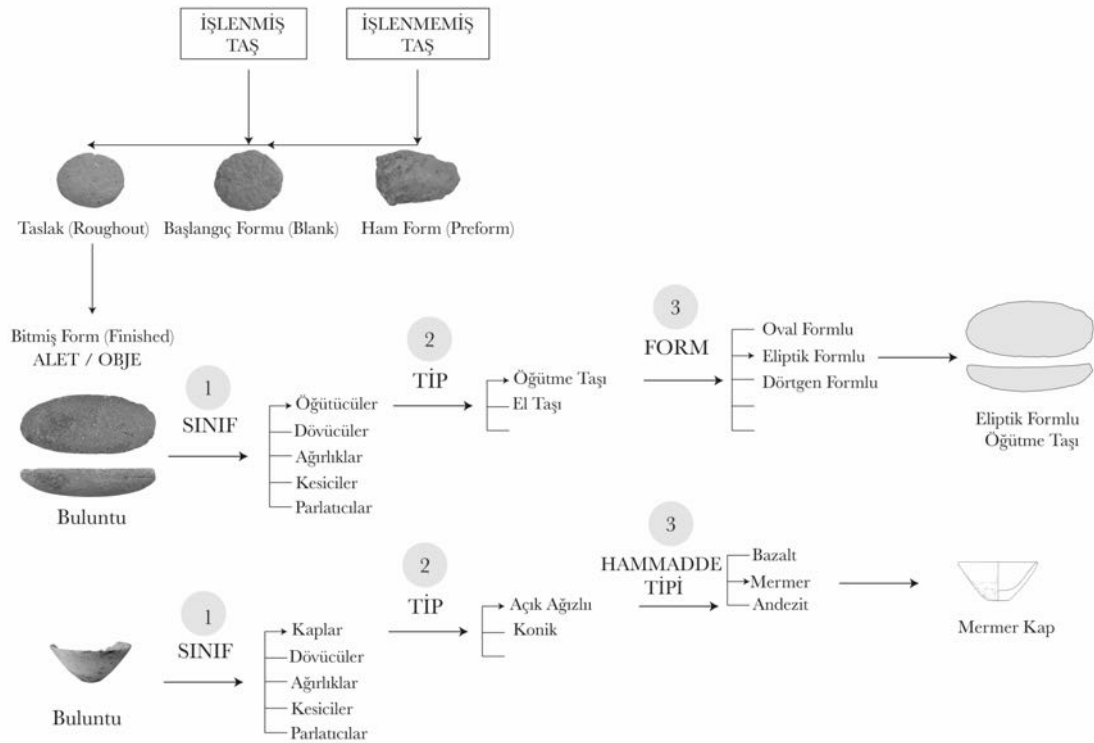 İŞLENMİŞ
TAŞ
İŞLENMEMİŞ
TAŞ
Taslak (Roughout)
Başlangıç Formu (Blank)
Ham Form (Preform)
Bitmiş Form (Finished)
ALET / OBJE
Buluntu
1
SINIF
Öğütücüler
Dövücüler
Ağırlıklar
Kesiciler
Parlatıcılar
2
TİP
Öğütme Taşı
El Taşı
3
FORM
Oval Formlu
Eliptik Formlu
Dörtgen Formlu
Eliptik Formlu
Öğütme Taşı
Buluntu
1
SINIF
Kaplar
Dövücüler
Ağırlıklar
Kesiciler
Parlatıcılar
2
TİP
Açık Ağızlıı
Konik
3
HAMMADDE
TİPİ
Bazalt
Mermer
Andezit
Mermer Kap